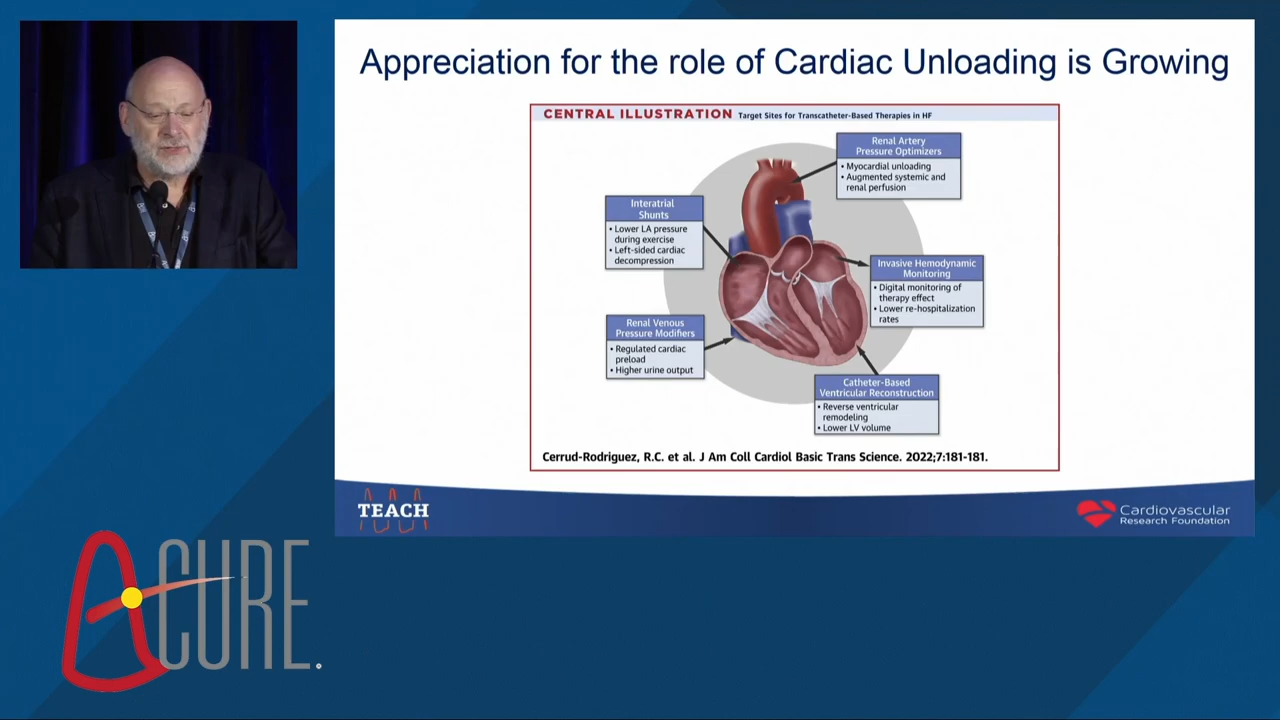 Appreciation for the role of Cardiac Unloading is Growing
CENTRAL ILLUSTRATION Target Sites for Transcatheter-Based Therapies in HF
Renal Artery
Pressure Optimizers
• Myocardial unloading
• Augmented systemic and
renal perfusion
Interatrial
Shunts
• Lower LA pressure
during exercise
• Left-sided cardiac
decompression
Invasive Hemodynamic
Monitoring
• Digital monitoring of
therapy effect
• Lower re-hospitalization
rates
Renal Venous
Pressure Modifiers
• Regulated cardiac
preload
• Higher urine output
Catheter-Based
Ventricular Reconstruction
• Reverse ventricular
remodeling
• Lower LV volume
Cerrud-Rodriguez, R.C. et al. J Am Coll Cardiol Basic Trans Science. 2022;7:181-181.
TEACH
Cardiovascular
Research Foundation
A-CURE®